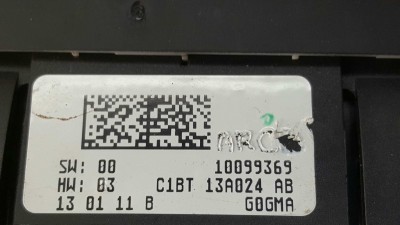 SW: 00 10099369
HW: 03 C1BT 13A024 AB
13 01 11 B G0GMA